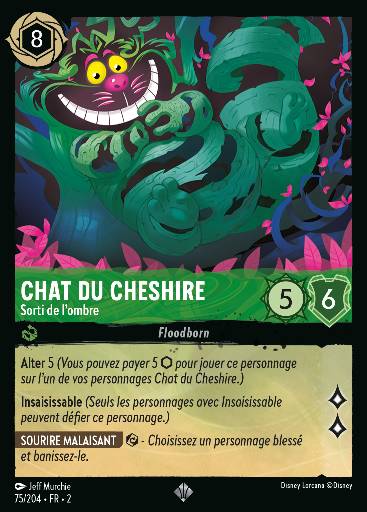 8
CHAT DU CHESHIRE
Sorti de l'ombre
5
6
Floodborn
Alter 5 (Vous pouvez payer 5 pour jouer ce personnage
sur l'un de vos personnages Chat du Cheshire.)
Insaisissable (Seuls les personnages avec Insaisissable
peuvent défier ce personnage.)
SOURIRE MALAISANT - Choisissez un personnage blessé
et banissez-le.
Jeff Murchie
75/204 • FR • 2
Disney Lorcana ©Disney